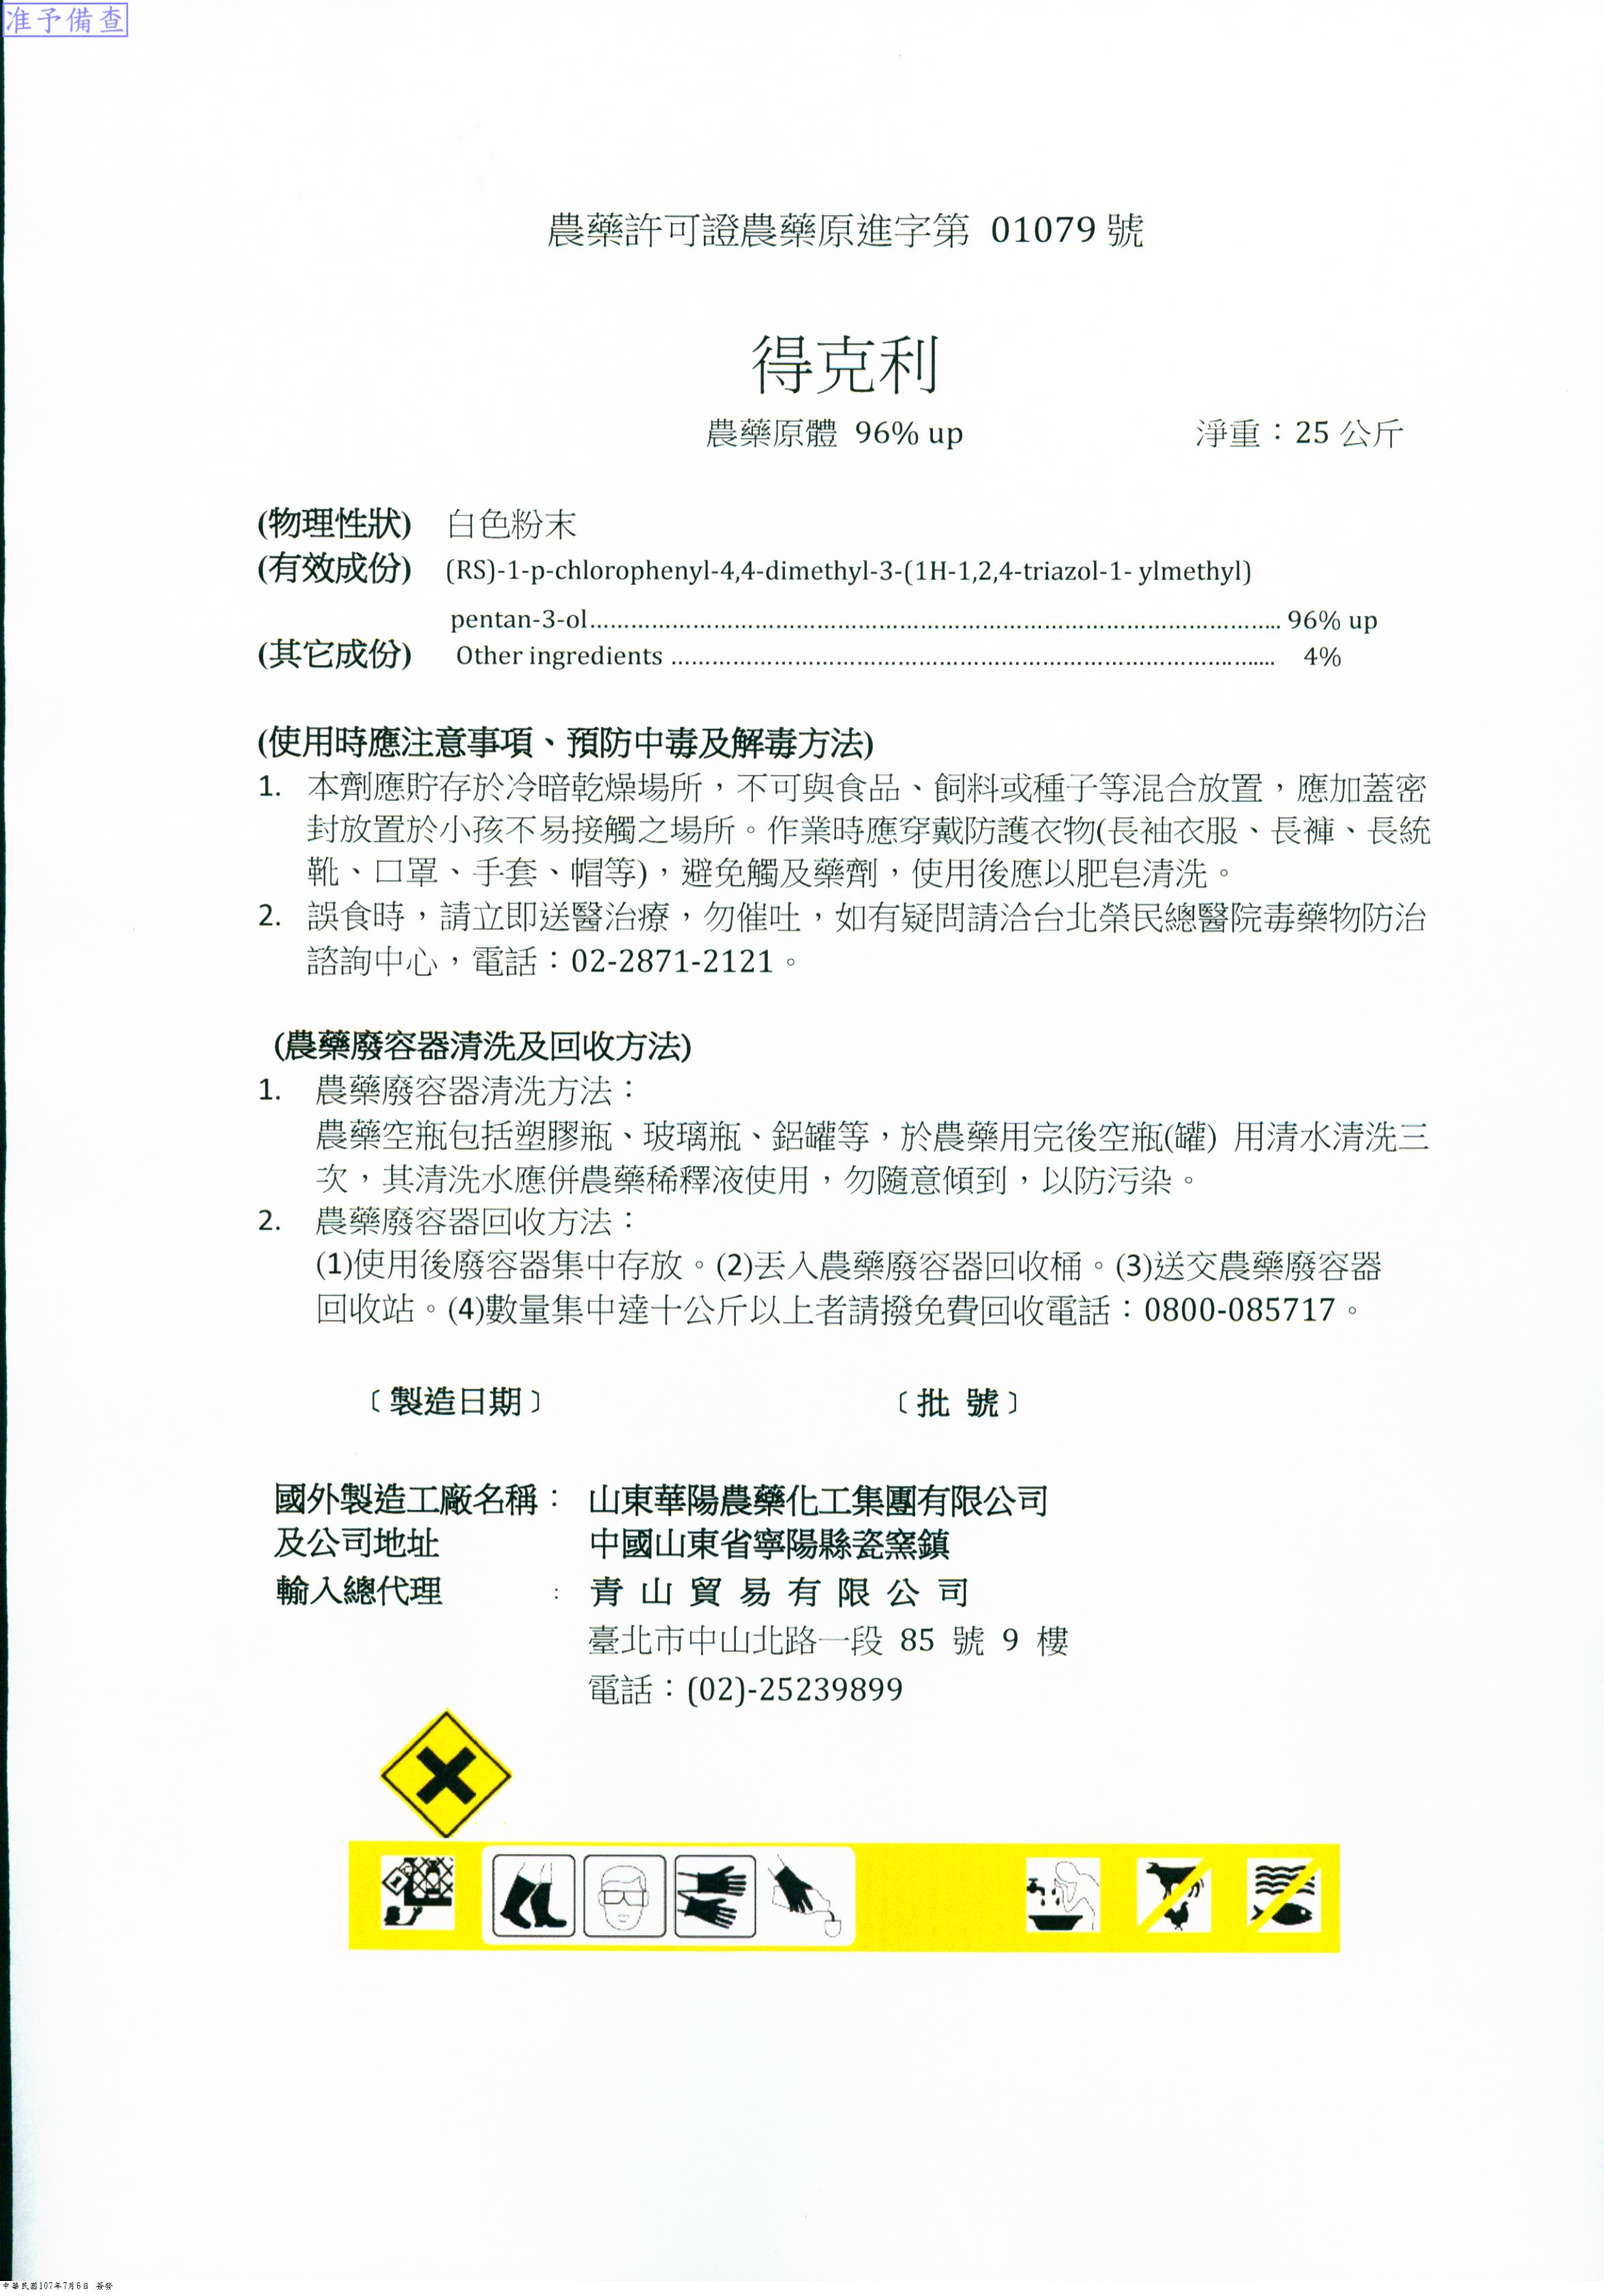 准予備查
農藥許可證農藥原進字第 01079 號
得克利
農藥原體 96% up 淨重：25 公斤
(物理性狀) 白色粉末
(有效成份) (RS)-1-p-chlorophenyl-4,4-dimethyl-3-(1H-1,2,4-triazol-1- ylmethyl)
pentan-3-ol........................................................................................................ 96% up
(其它成份) Other ingredients ........................................................................................... 4%
(使用時應注意事項、預防中毒及解毒方法)
1. 本劑應貯存於冷暗乾燥場所，不可與食品、飼料或種子等混合放置，應加蓋密
封放置於小孩不易接觸之場所。作業時應穿戴防護衣物(長袖衣服、長褲、長統
靴、口罩、手套、帽等)，避免觸及藥劑，使用後應以肥皂清洗。
2. 誤食時，請立即送醫治療，勿催吐，如有疑問請洽台北榮民總醫院毒藥物防治
諮詢中心，電話：02-2871-2121。
(農藥廢容器清洗及回收方法)
1. 農藥廢容器清洗方法：
農藥空瓶包括塑膠瓶、玻璃瓶、鋁罐等，於農藥用完後空瓶(罐) 用清水清洗三
次，其清洗水應併農藥稀釋液使用，勿隨意傾到，以防污染。
2. 農藥廢容器回收方法：
(1)使用後廢容器集中存放。(2)丟入農藥廢容器回收桶。(3)送交農藥廢容器
回收站。(4)數量集中達十公斤以上者請撥免費回收電話：0800-085717。
〔製造日期〕 〔批 號〕
國外製造工廠名稱： 山東華陽農藥化工集團有限公司
及公司地址 中國山東省寧陽縣瓷窯鎮
輸入總代理 : 青山貿易有限公司
臺北市中山北路一段 85 號 9 樓
電話：(02)-25239899
中華民國107年7月6日 簽發